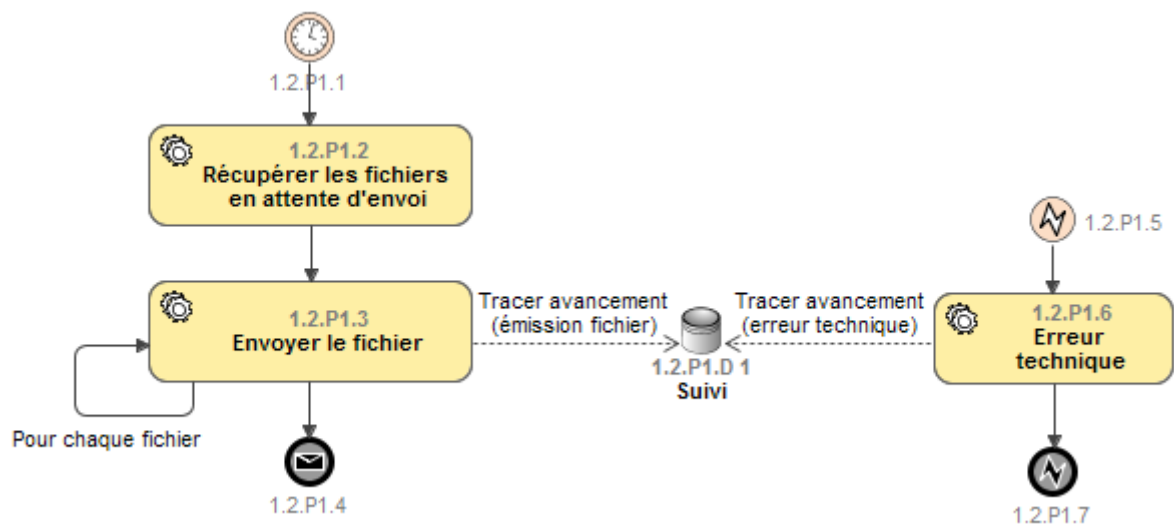 1.2.P1.1
1.2.P1.2
Récupérer les fichiers
en attente d'envoi
1.2.P1.3
Envoyer le fichier
Pour chaque fichier
1.2.P1.4
Tracer avancement
(émission fichier)
1.2.P1.D 1
Suivi
Tracer avancement
(erreur technique)
1.2.P1.5
1.2.P1.6
Erreur
technique
1.2.P1.7